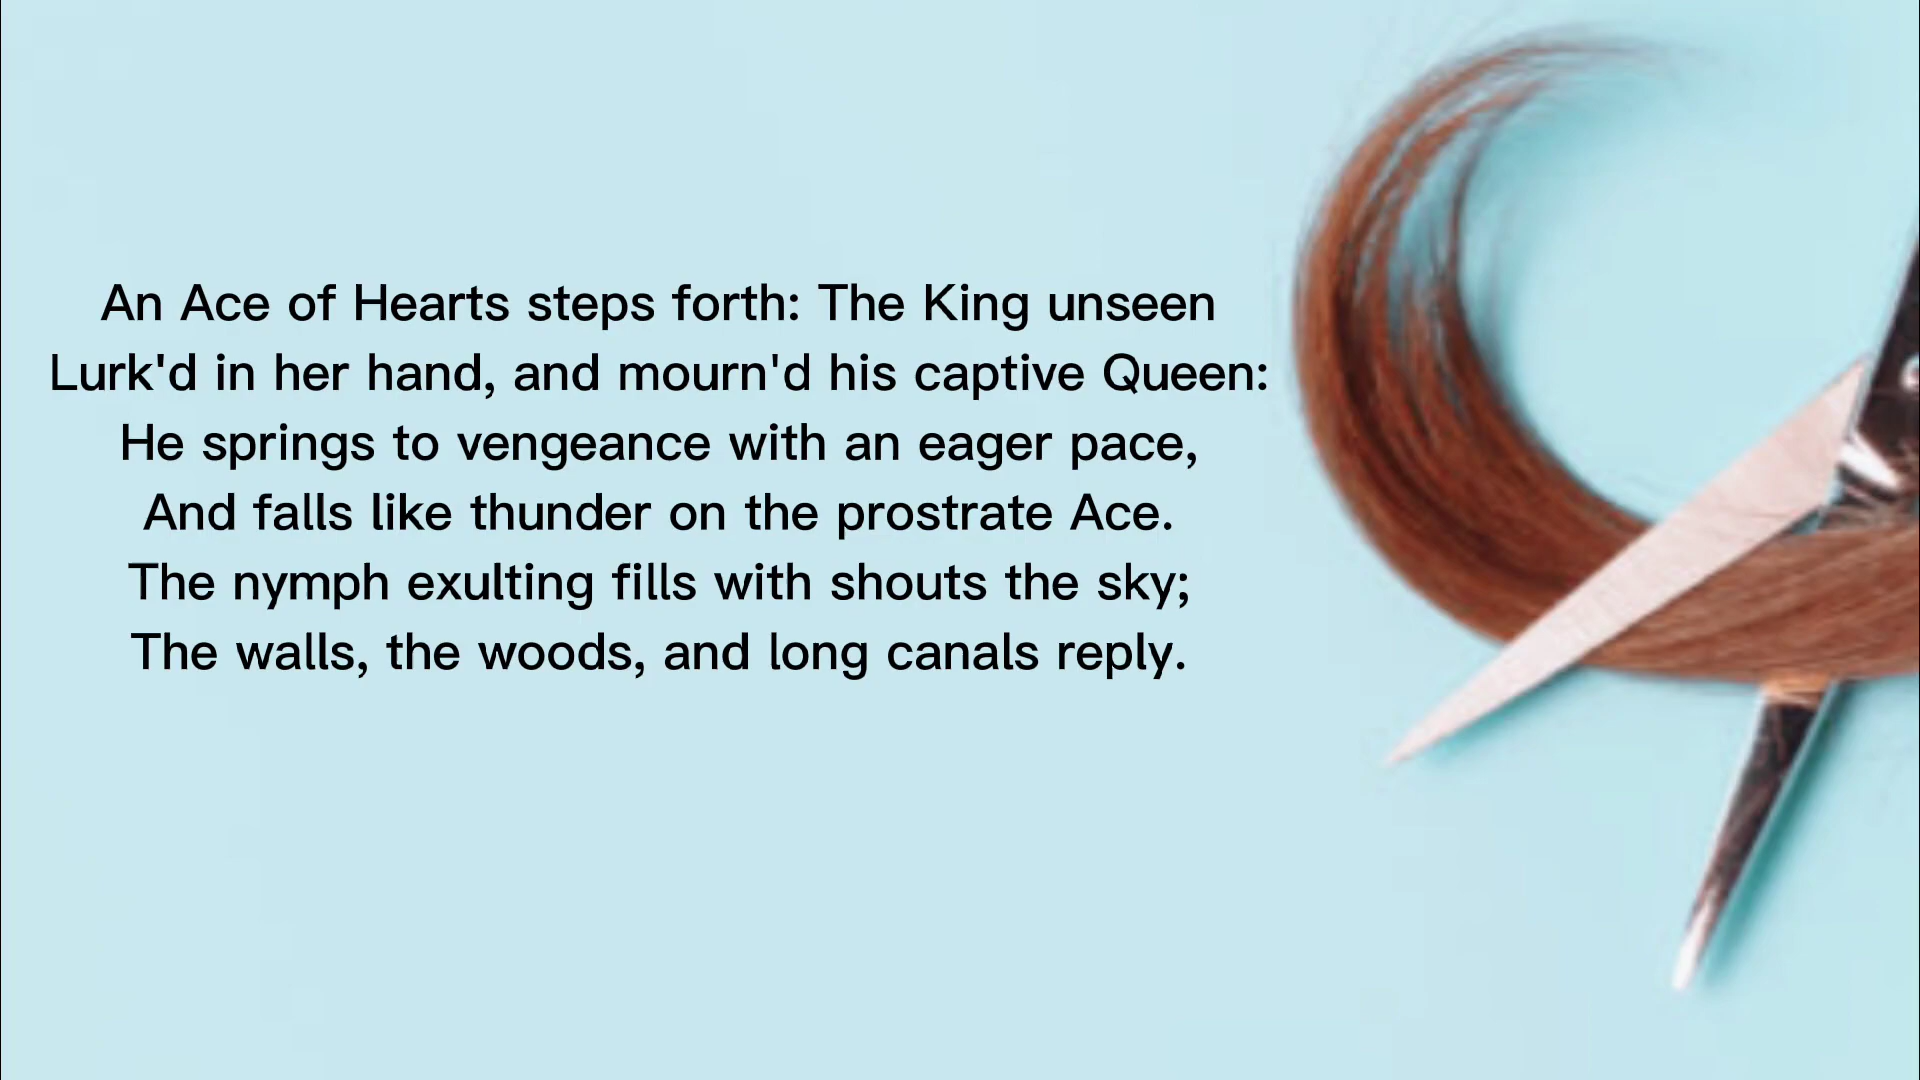 An Ace of Hearts steps forth: The King unseen
Lurk'd in her hand, and mourn'd his captive Queen:
He springs to vengeance with an eager pace,
And falls like thunder on the prostrate Ace.
The nymph exulting fills with shouts the sky;
The walls, the woods, and long canals reply.